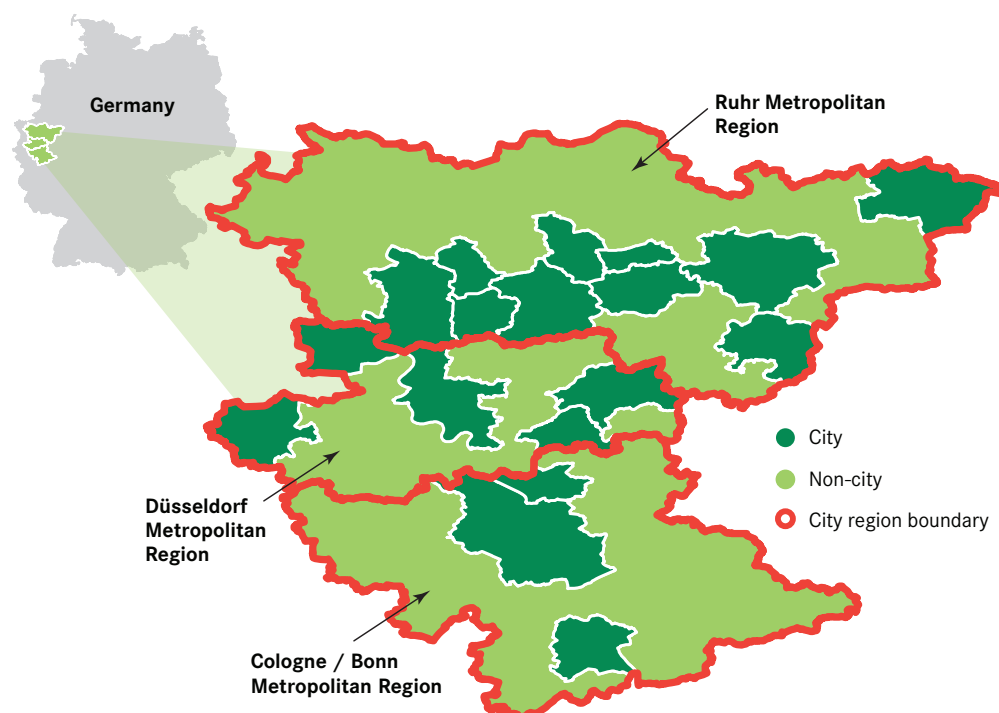 Germany
Ruhr Metropolitan
Region
City
Non-city
City region boundary
Düsseldorf
Metropolitan
Region
Cologne / Bonn
Metropolitan Region